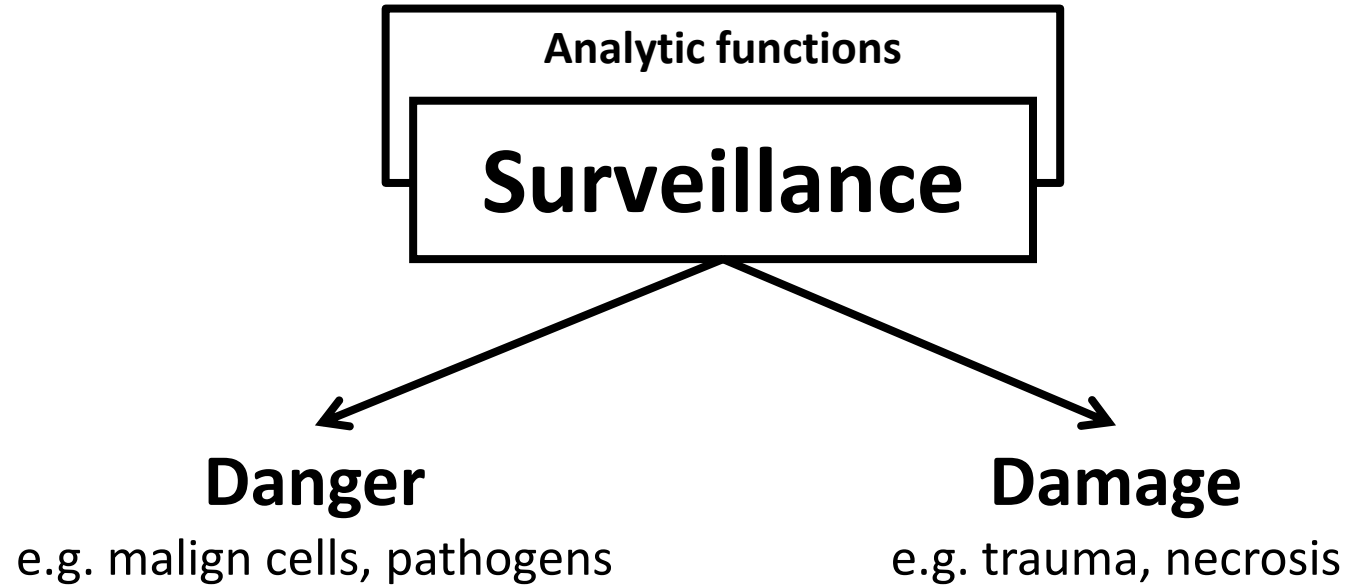 Analytic functions
Surveillance
Danger
e.g. malign cells, pathogens
Damage
e.g. trauma, necrosis